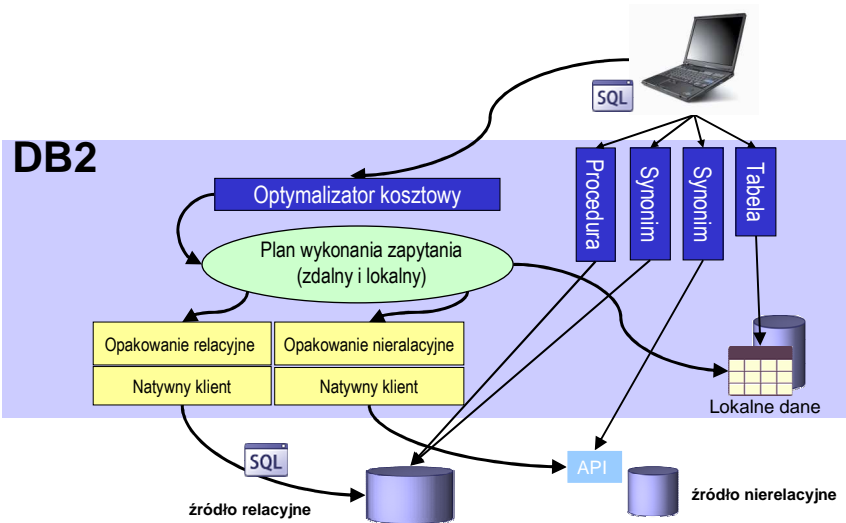 SQL
DB2
Procedura
Synonim
Synonim
Tabela
Optymalizator kosztowy
Plan wykonania zapytania
(zdalny i lokalny)
Opakowanie relacyjne
Opakowanie nieralacyjne
Natywny klient
Natywny klient
Lokalne dane
SQL
API
źródło relacyjne
źródło nierelacyjne